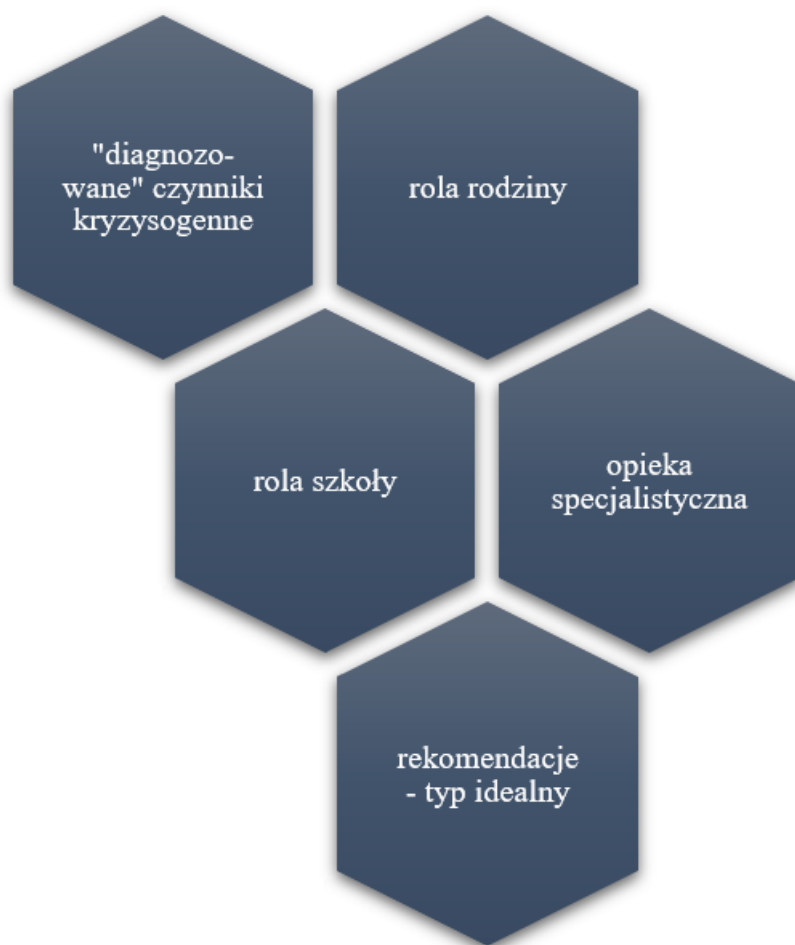 "diagnozo-
wane" czynniki
kryzysogenne
rola rodziny
rola szkoły
opieka
specjalistyczna
rekomendacje
- typ idealny